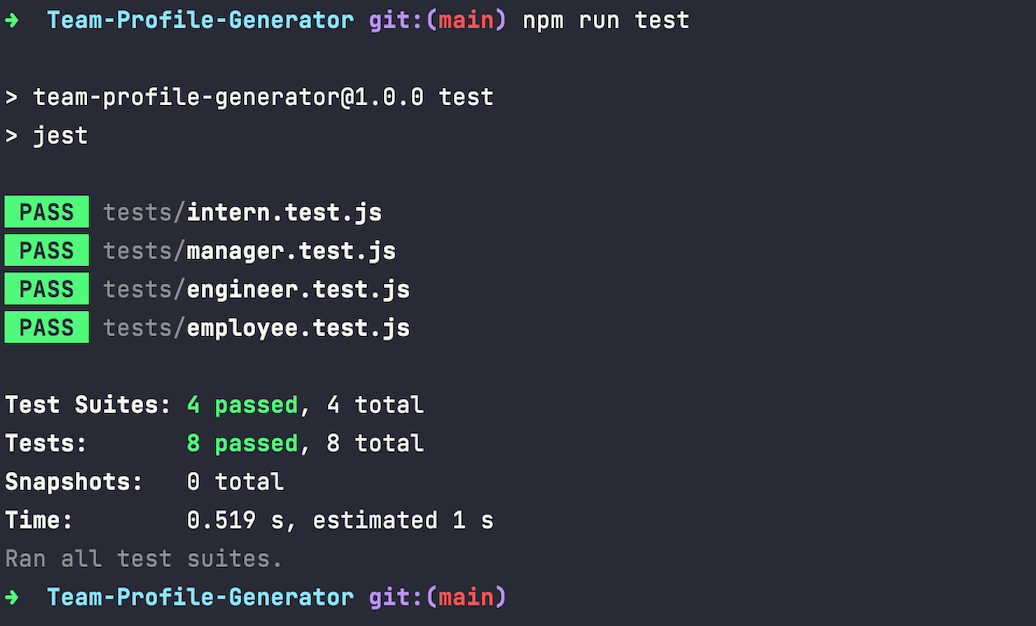 ➜  Team-Profile-Generator git:(main) npm run test
> team-profile-generator@1.0.0 test
> jest
PASS tests/intern.test.js
PASS tests/manager.test.js
PASS tests/engineer.test.js
PASS tests/employee.test.js
Test Suites: 4 passed, 4 total
Tests:       8 passed, 8 total
Snapshots:   0 total
Time:        0.519 s, estimated 1 s
Ran all test suites.
➜  Team-Profile-Generator git:(main)